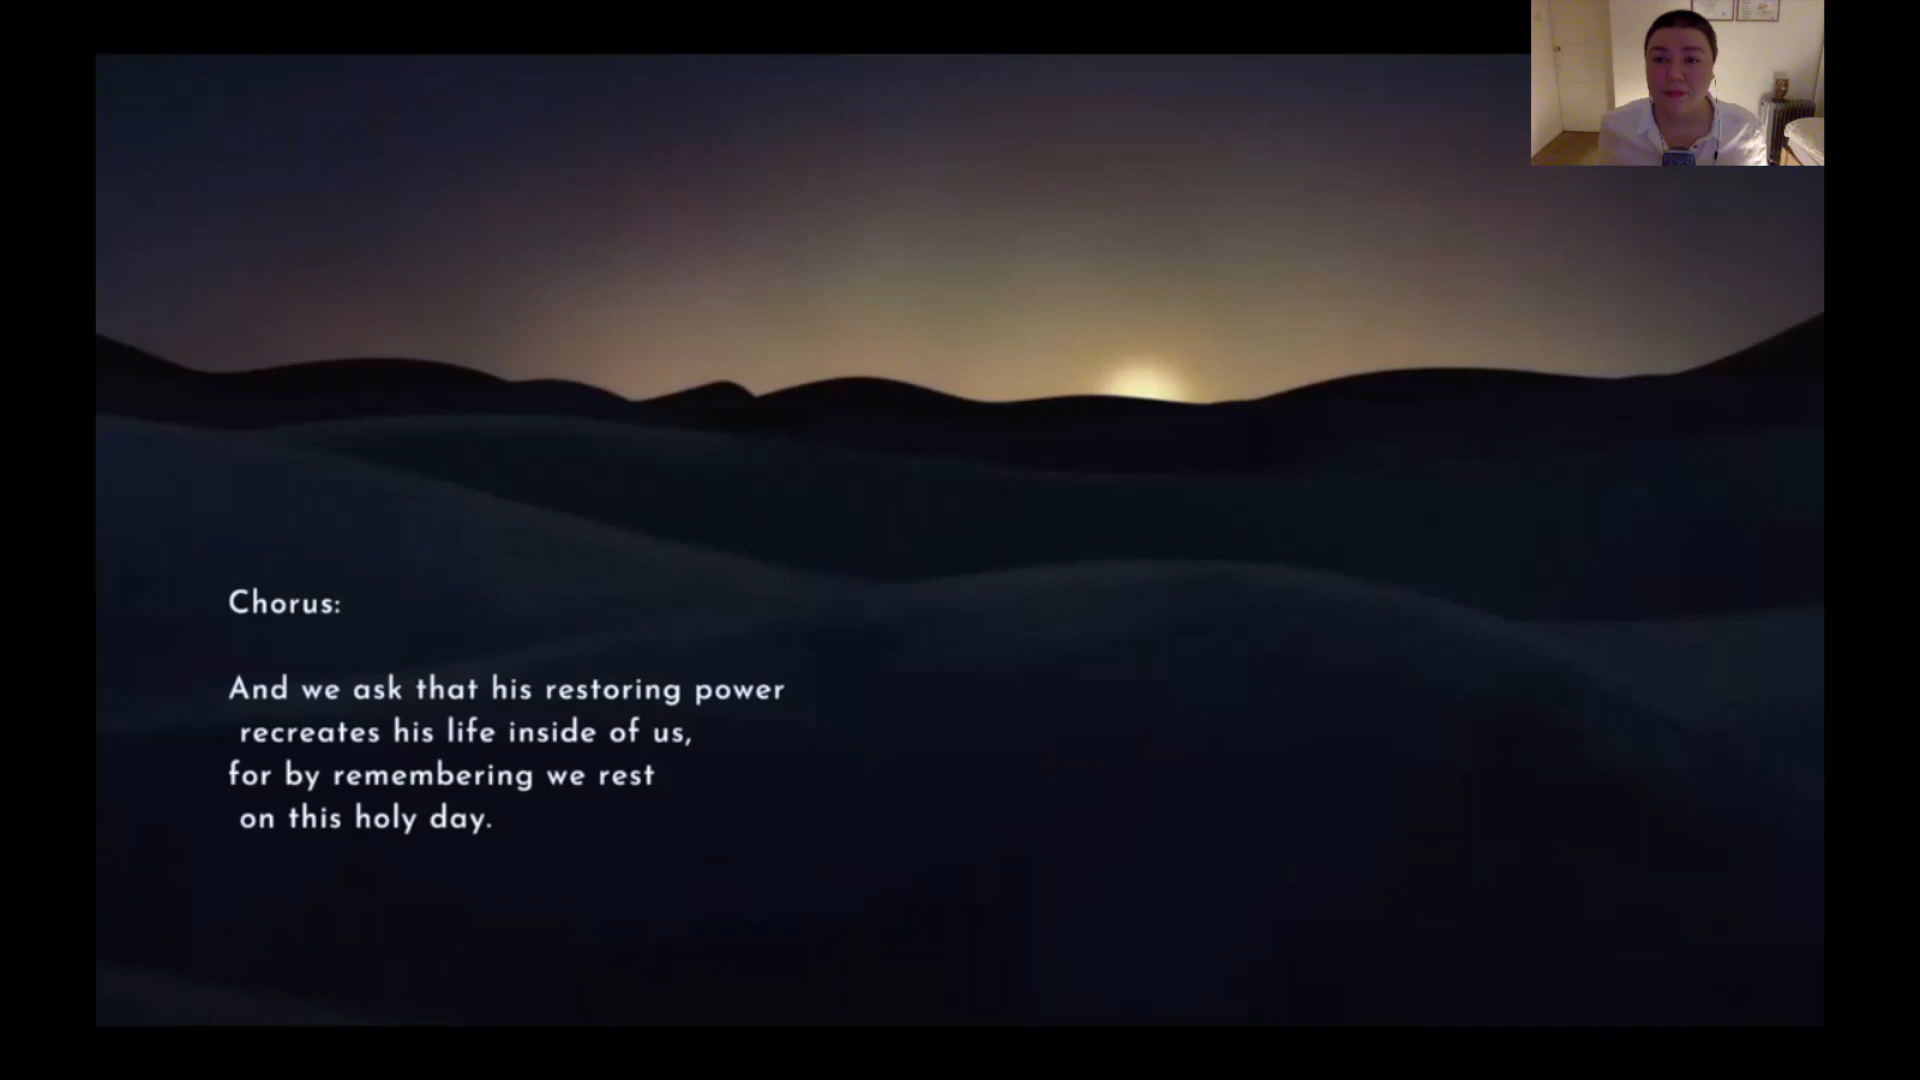 Chorus:
And we ask that his restoring power
recreates his life inside of us,
for by remembering we rest
on this holy day.